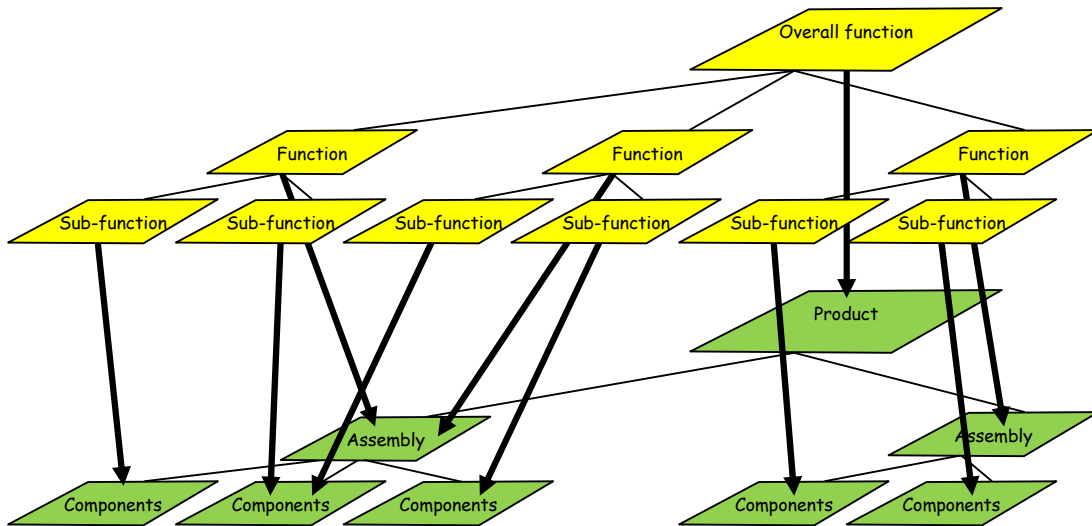 Overall function
Function
Function
Function
Sub-function
Sub-function
Sub-function
Sub-function
Sub-function
Sub-function
Product
Assembly
Assembly
Components
Components
Components
Components
Components